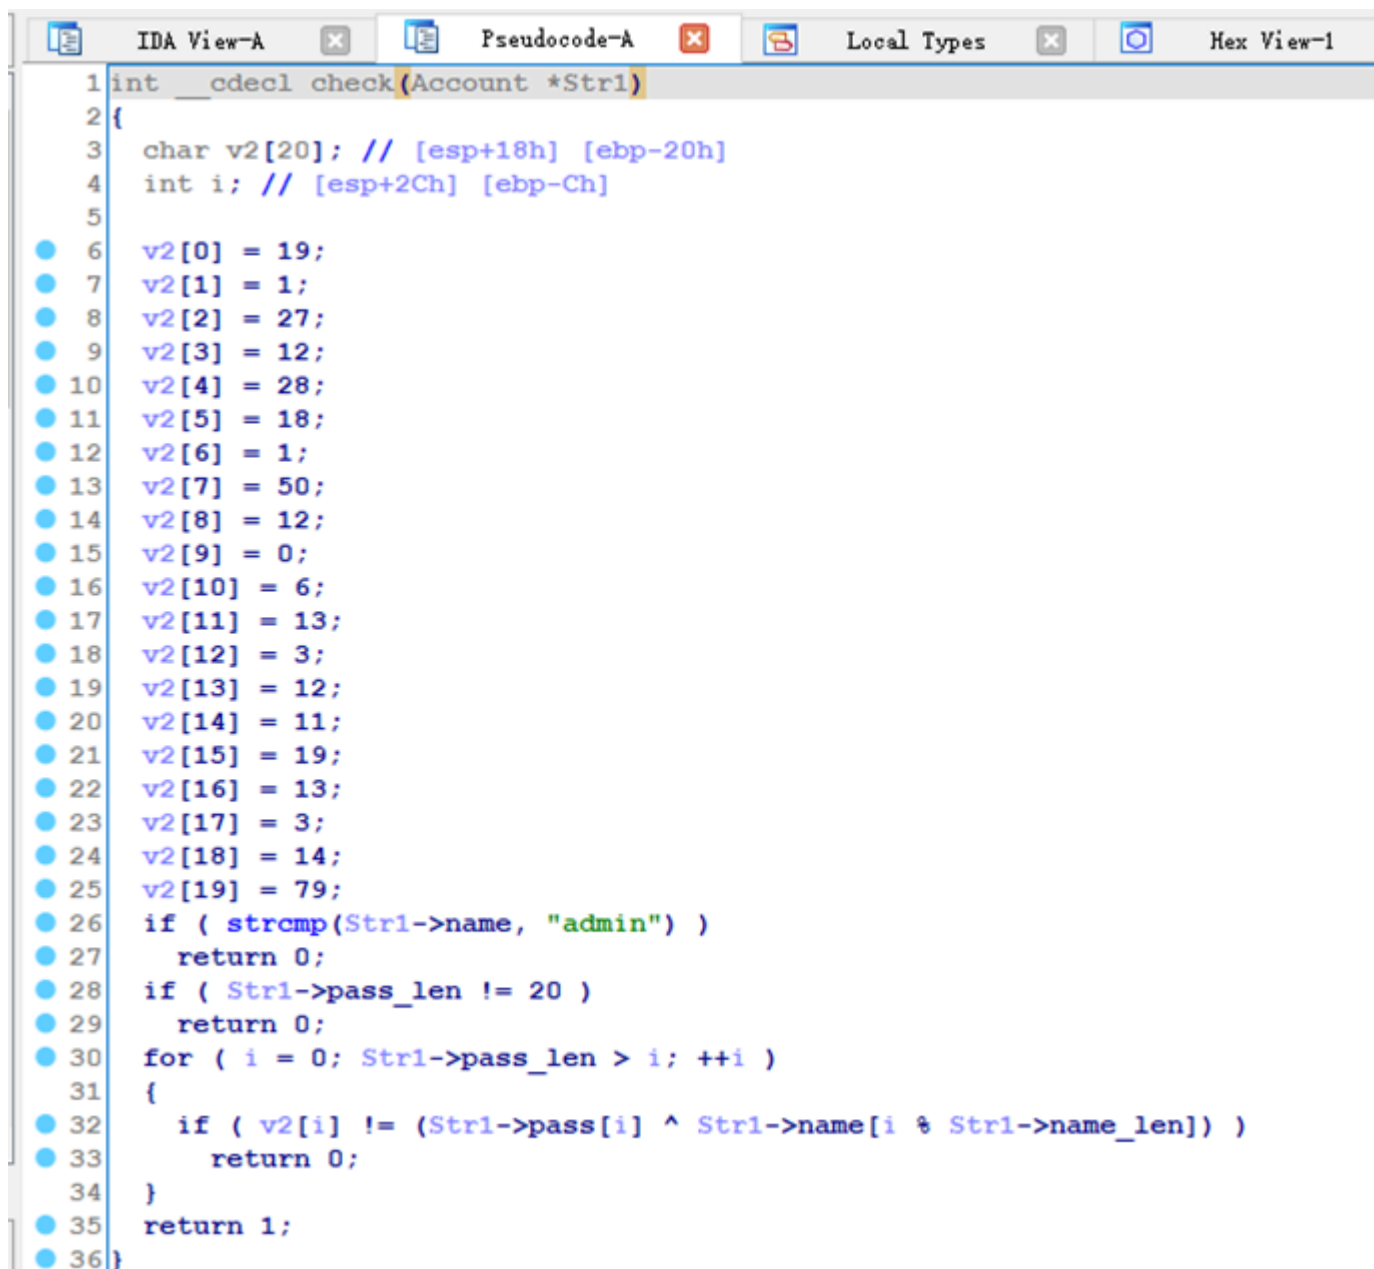 IDA View-A Pseudocode-A Local Types Hex View-1
1 int __cdecl check(Account *Str1)
2 {
3 char v2[20]; // [esp+18h] [ebp-20h]
4 int i; // [esp+2Ch] [ebp-Ch]
5
6 v2[0] = 19;
7 v2[1] = 1;
8 v2[2] = 27;
9 v2[3] = 12;
10 v2[4] = 28;
11 v2[5] = 18;
12 v2[6] = 1;
13 v2[7] = 50;
14 v2[8] = 12;
15 v2[9] = 0;
16 v2[10] = 6;
17 v2[11] = 13;
18 v2[12] = 3;
19 v2[13] = 12;
20 v2[14] = 11;
21 v2[15] = 19;
22 v2[16] = 13;
23 v2[17] = 3;
24 v2[18] = 14;
25 v2[19] = 79;
26 if ( strcmp(Str1->name, "admin") )
27 return 0;
28 if ( Str1->pass_len != 20 )
29 return 0;
30 for ( i = 0; Str1->pass_len > i; ++i )
31 {
32 if ( v2[i] != (Str1->pass[i] ^ Str1->name[i % Str1->name_len]) )
33 return 0;
34 }
35 return 1;
36 }